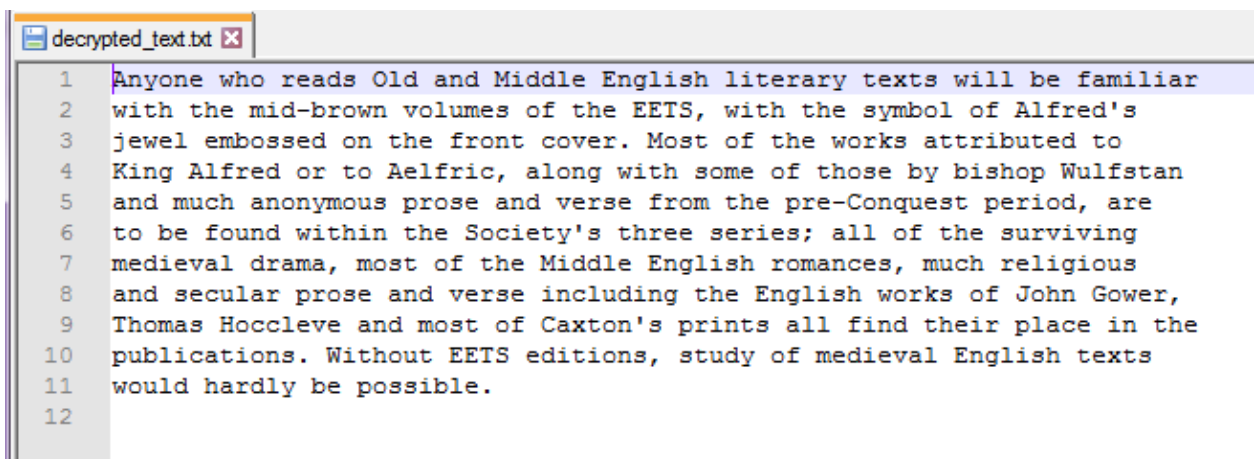 decrypted_text.txt
1 Anyone who reads Old and Middle English literary texts will be familiar
2 with the mid-brown volumes of the EETS, with the symbol of Alfred's
3 jewel embossed on the front cover. Most of the works attributed to
4 King Alfred or to Aelfric, along with some of those by bishop Wulfstan
5 and much anonymous prose and verse from the pre-Conquest period, are
6 to be found within the Society's three series; all of the surviving
7 medieval drama, most of the Middle English romances, much religious
8 and secular prose and verse including the English works of John Gower,
9 Thomas Hoccleve and most of Caxton's prints all find their place in the
10 publications. Without EETS editions, study of medieval English texts
11 would hardly be possible.
12